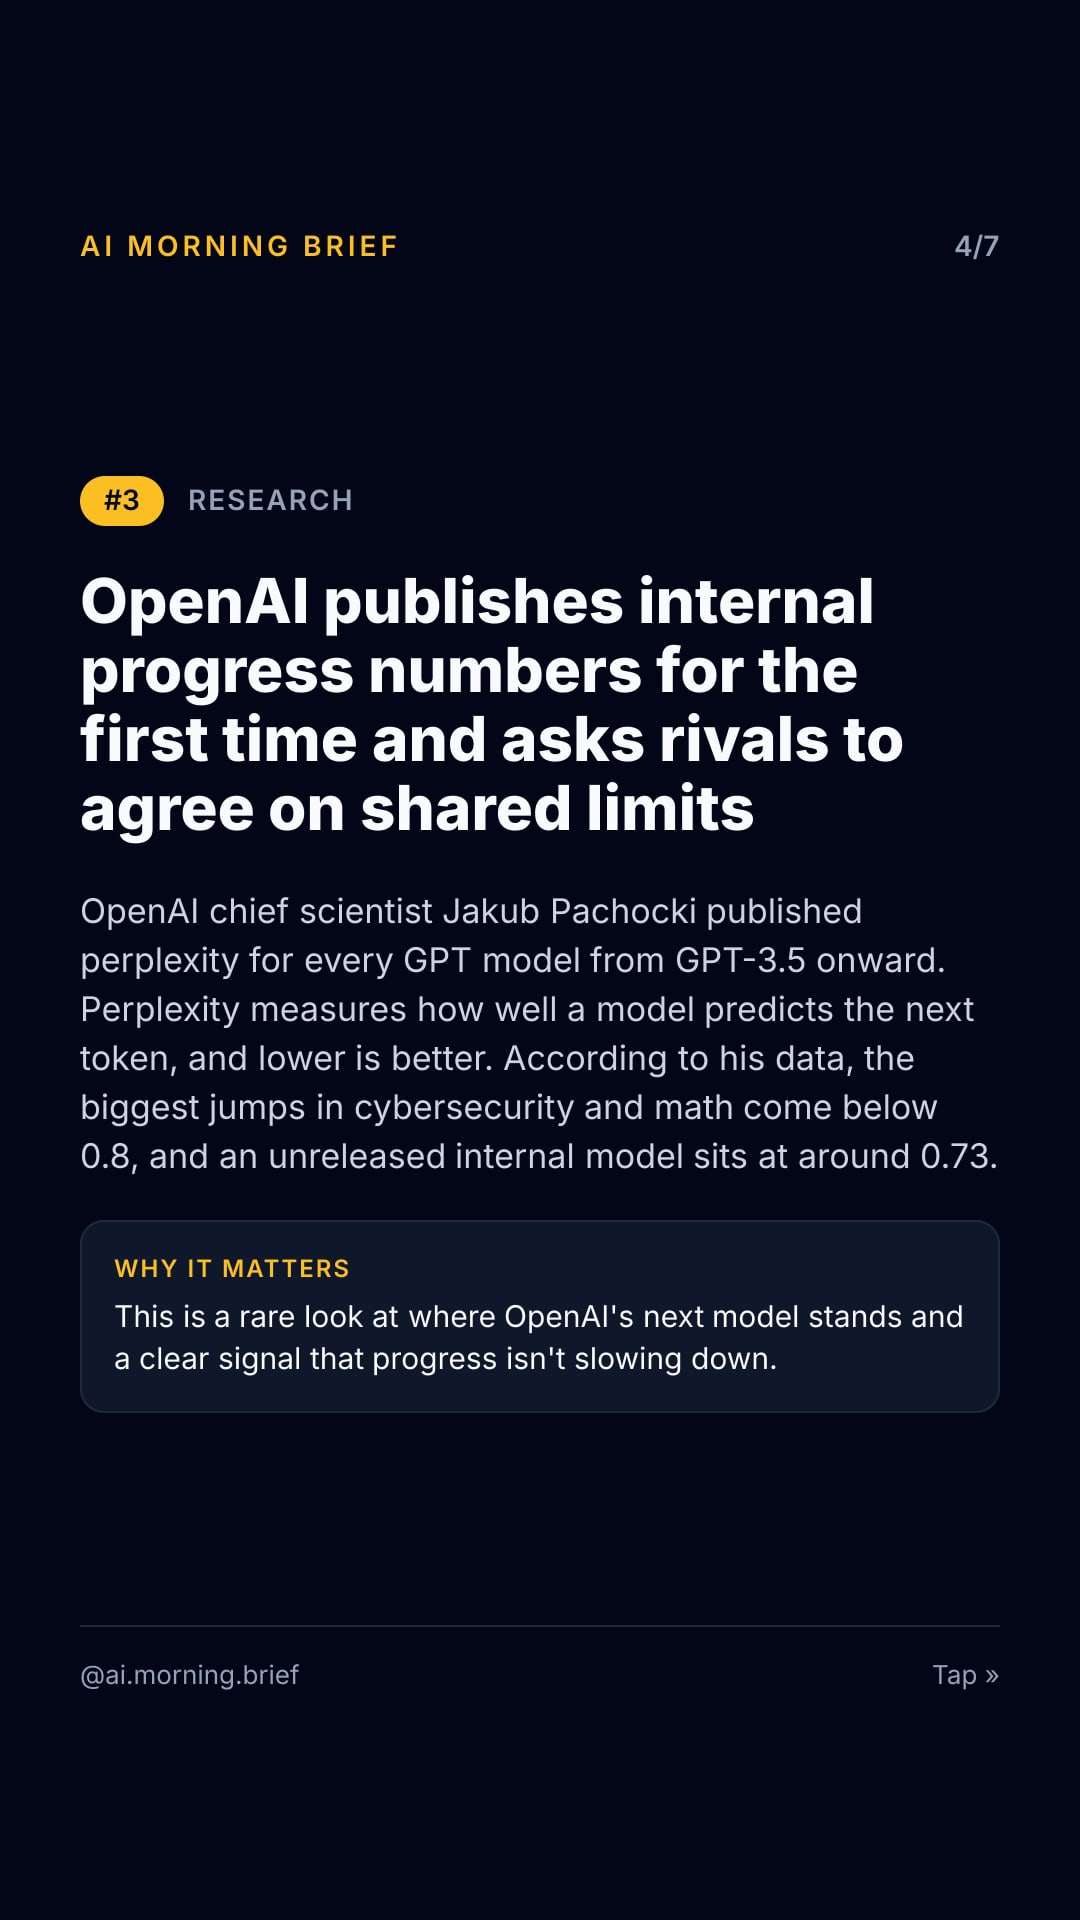 AI MORNING BRIEF
4/7
#3
RESEARCH
OpenAI publishes internal
progress numbers for the
first time and asks rivals to
agree on shared limits
OpenAI chief scientist Jakub Pachocki published
perplexity for every GPT model from GPT-3.5 onward.
Perplexity measures how well a model predicts the next
token, and lower is better. According to his data, the
biggest jumps in cybersecurity and math come below
0.8, and an unreleased internal model sits at around 0.73.
WHY IT MATTERS
This is a rare look at where OpenAI's next model stands and
a clear signal that progress isn't slowing down.
@ai.morning.brief
Tap »